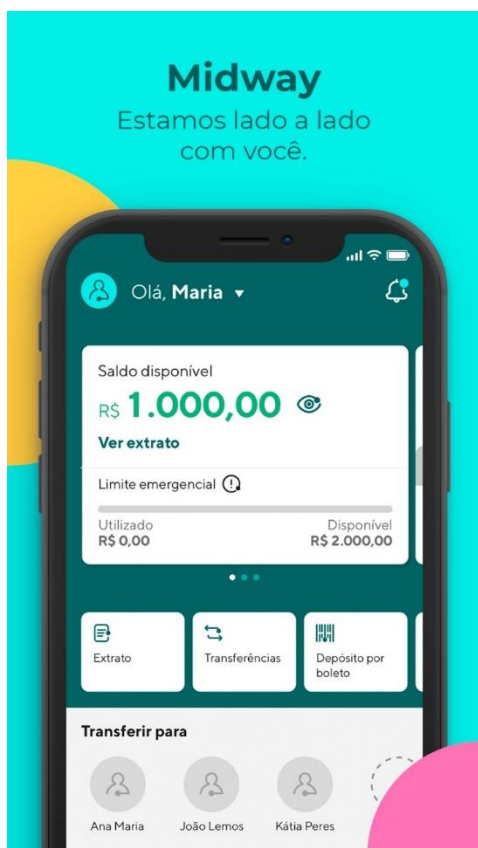 Midway
Estamos lado a lado
com você.
Olá, Maria
Saldo disponível
R$ 1.000,00
Ver extrato
Limite emergencial
Utilizado Disponível
R$ 0,00 R$ 2.000,00
Extrato Transferências Depósito por
boleto
Transferir para
Ana Maria João Lemos Kátia Peres